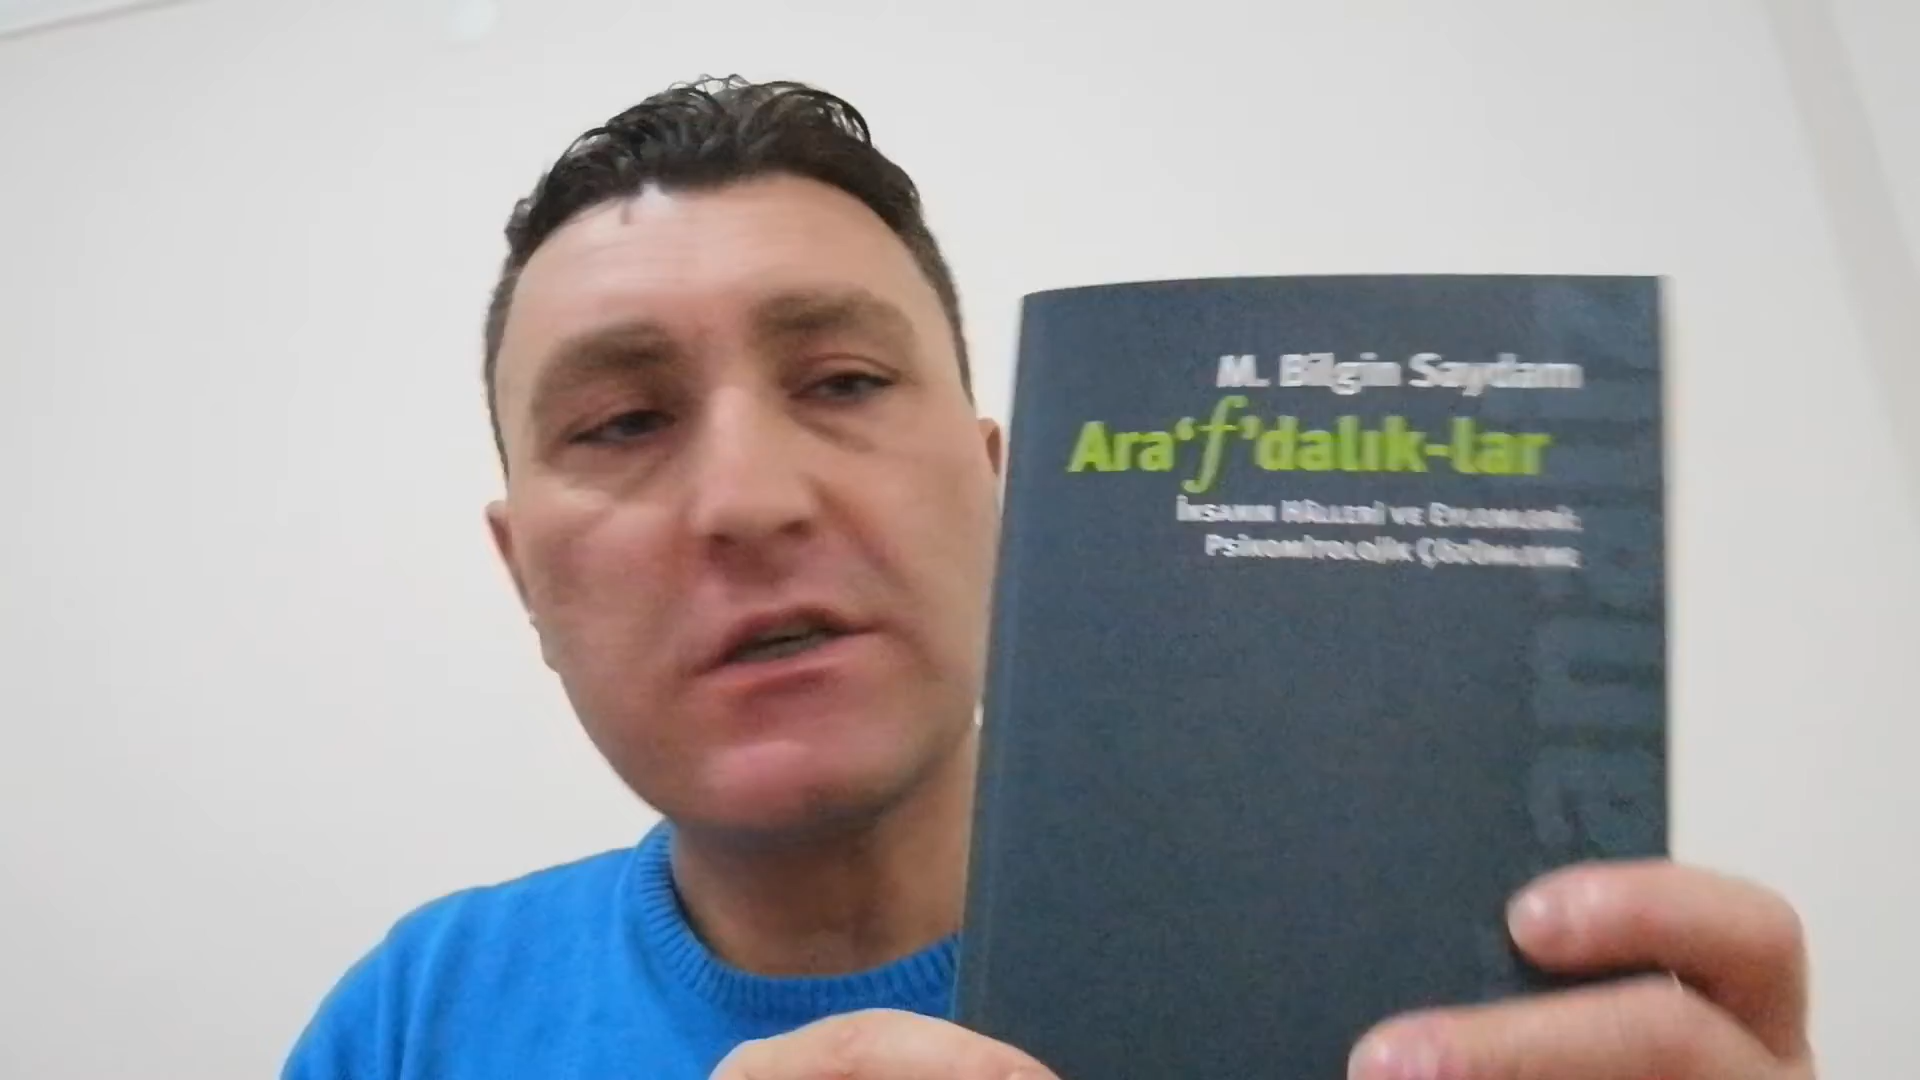 M. Bilgin Saydam
Ara‘f’dalık-lar
İnsanın Hâlleri ve Eylemleri:
Psikomitolojik Çözümleme